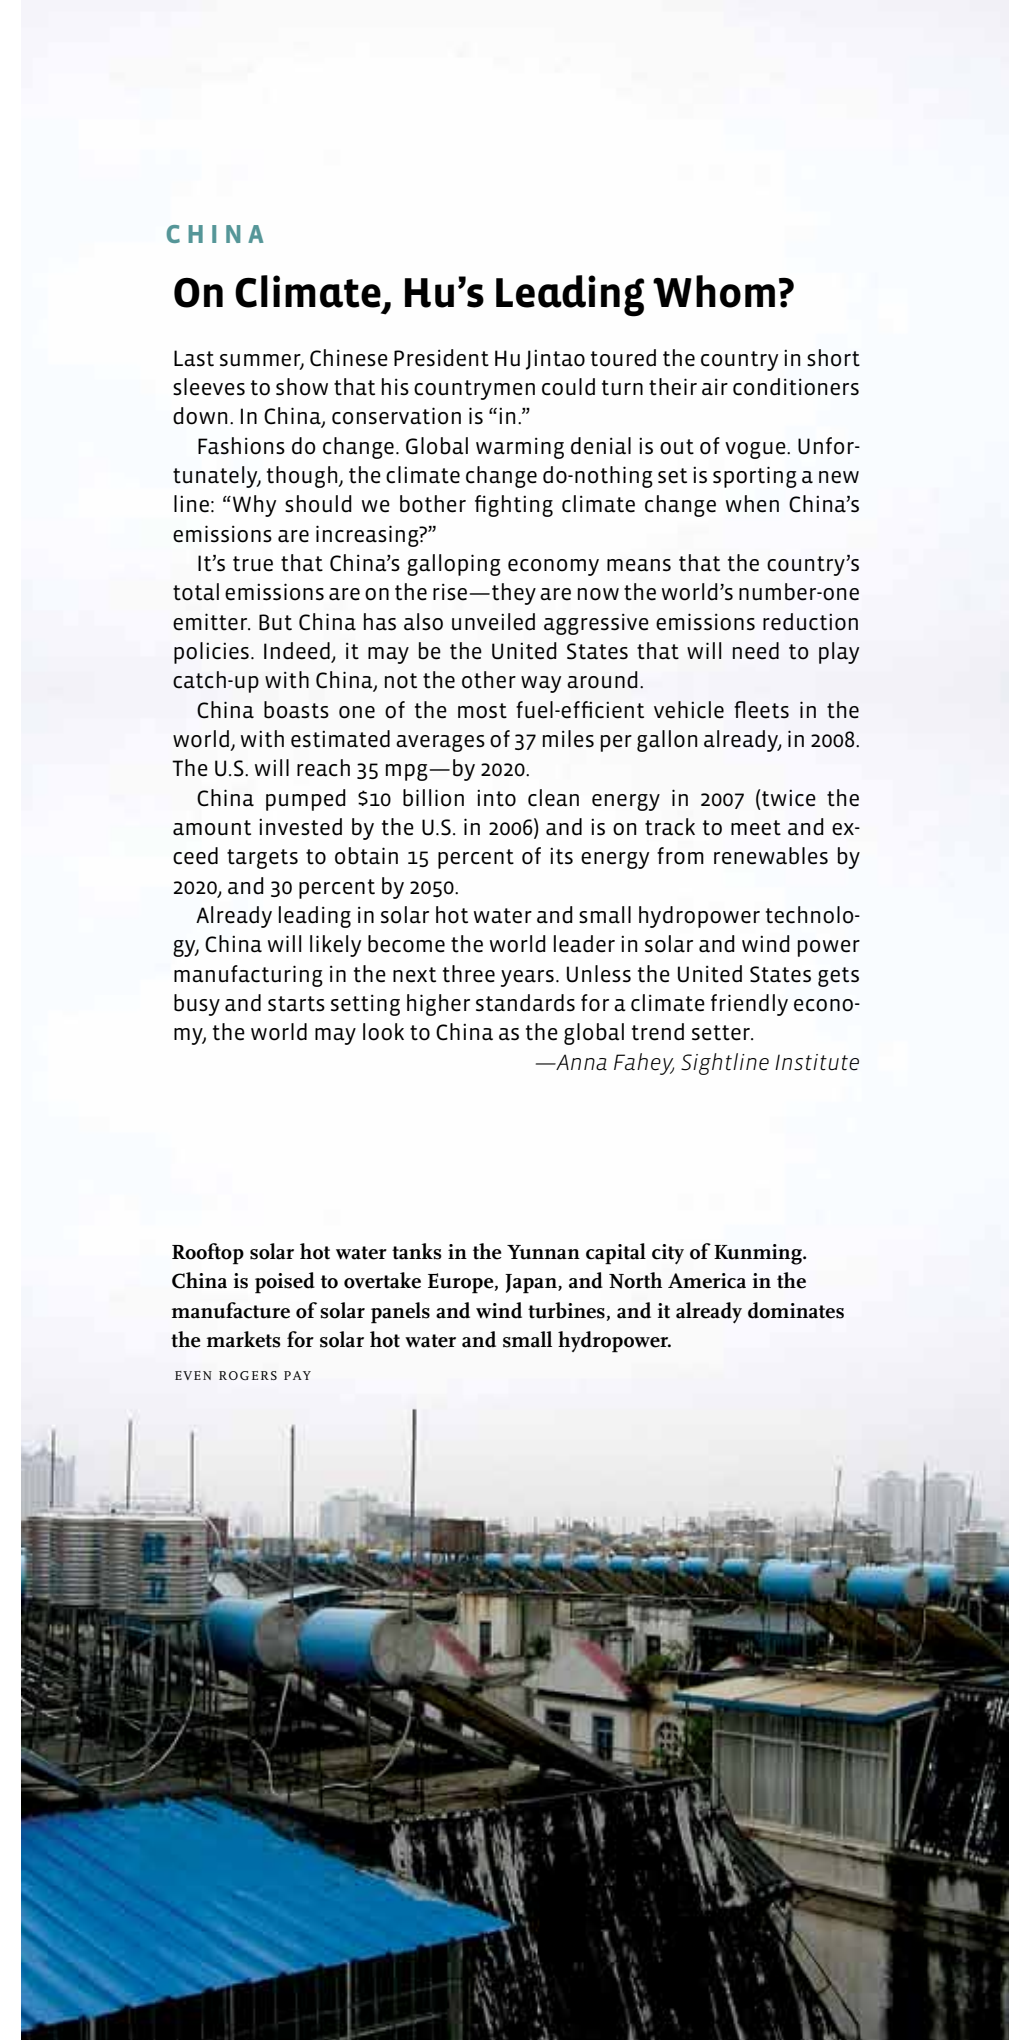 CHINA
On Climate, Hu’s Leading Whom?
Last summer, Chinese President Hu Jintao toured the country in short
sleeves to show that his countrymen could turn their air conditioners
down. In China, conservation is “in.”
Fashions do change. Global warming denial is out of vogue. Unfor-
tunately, though, the climate change do-nothing set is sporting a new
line: “Why should we bother fighting climate change when China’s
emissions are increasing?”
It’s true that China’s galloping economy means that the country’s
total emissions are on the rise—they are now the world’s number-one
emitter. But China has also unveiled aggressive emissions reduction
policies. Indeed, it may be the United States that will need to play
catch-up with China, not the other way around.
China boasts one of the most fuel-efficient vehicle fleets in the
world, with estimated averages of 37 miles per gallon already, in 2008.
The U.S. will reach 35 mpg—by 2020.
China pumped $10 billion into clean energy in 2007 (twice the
amount invested by the U.S. in 2006) and is on track to meet and ex-
ceed targets to obtain 15 percent of its energy from renewables by
2020, and 30 percent by 2050.
Already leading in solar hot water and small hydropower technolo-
gy, China will likely become the world leader in solar and wind power
manufacturing in the next three years. Unless the United States gets
busy and starts setting higher standards for a climate friendly econo-
my, the world may look to China as the global trend setter.
—Anna Fahey, Sightline Institute
Rooftop solar hot water tanks in the Yunnan capital city of Kunming.
China is poised to overtake Europe, Japan, and North America in the
manufacture of solar panels and wind turbines, and it already dominates
the markets for solar hot water and small hydropower.
EVEN ROGERS PAY